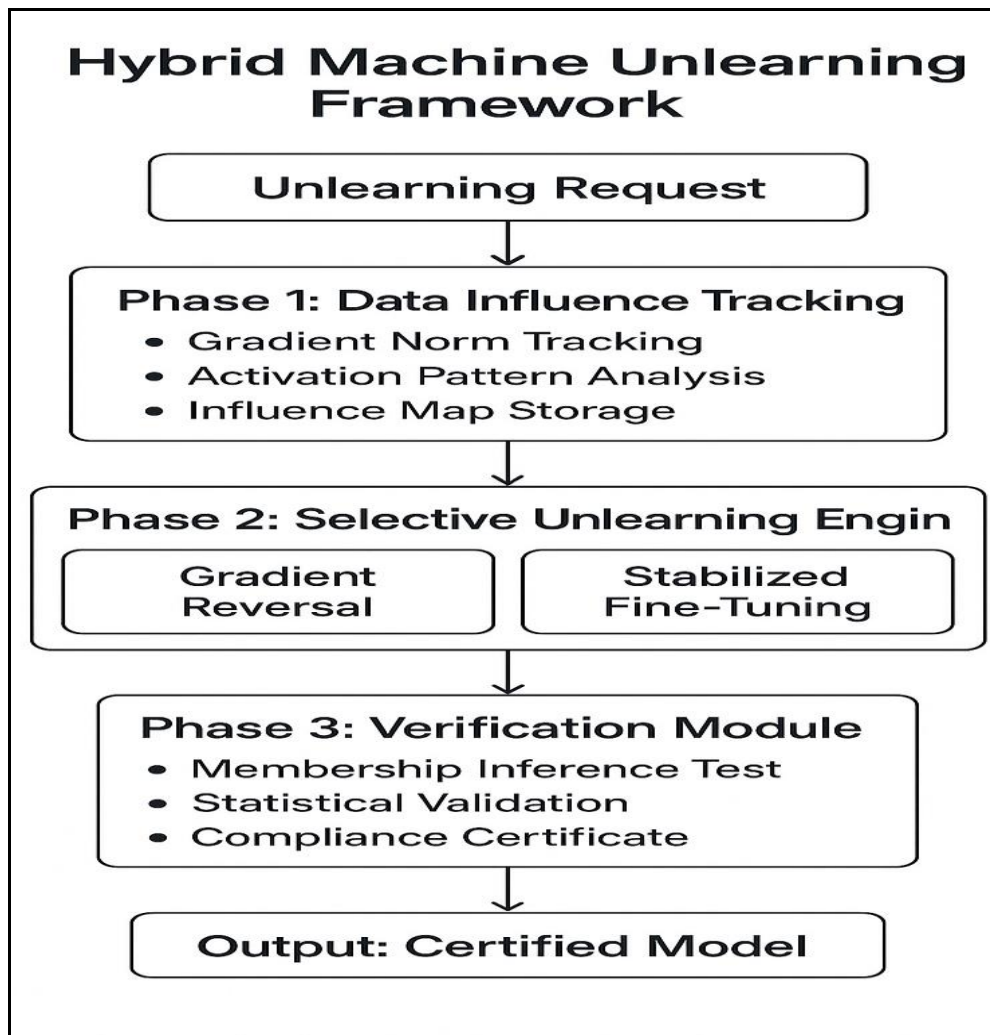 Hybrid Machine Unlearning
Framework
Unlearning Request
Phase 1: Data Influence Tracking
• Gradient Norm Tracking
• Activation Pattern Analysis
• Influence Map Storage
Phase 2: Selective Unlearning Engin
Gradient
Reversal
Stabilized
Fine-Tuning
Phase 3: Verification Module
• Membership Inference Test
• Statistical Validation
• Compliance Certificate
Output: Certified Model